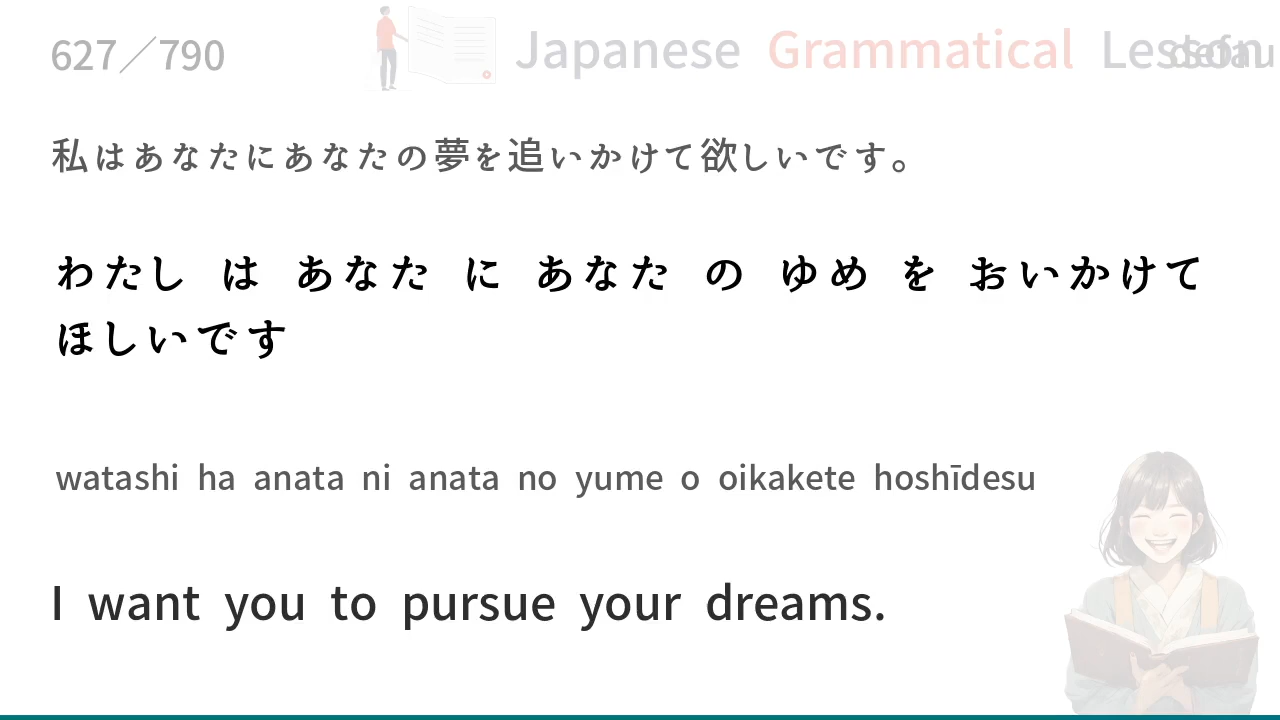 627／790
Japanese Grammatical Lesson
私はあなたにあなたの夢を追いかけて欲しいです。
わたし は あなた に あなた の ゆめ を おいかけて
ほしいです
watashi ha anata ni anata no yume o oikakete hoshīdesu
I want you to pursue your dreams.